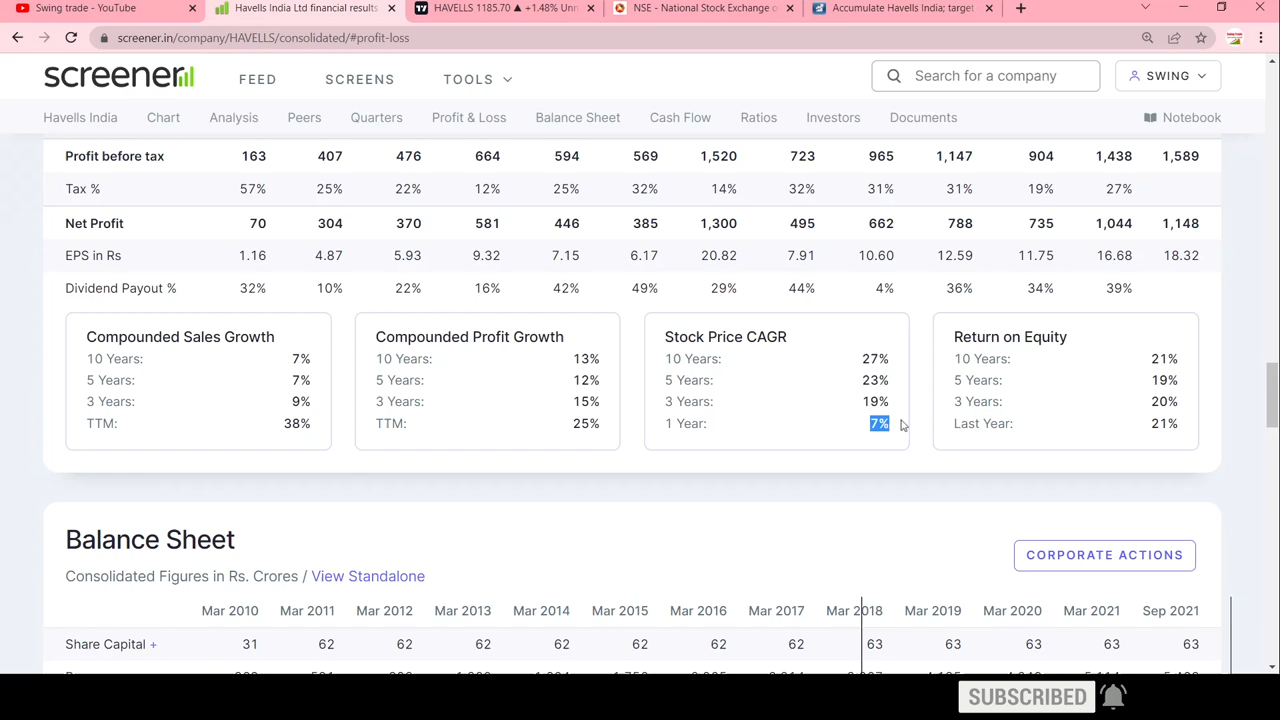 Swing trade - YouTube
Havells India Ltd financial results
HAVELLS 1185.70 ▲ +1.48% Unn
NSE - National Stock Exchange o
Accumulate Havells India; target
screener.in/company/HAVELLS/consolidated/#profit-loss
screener FEED SCREENS TOOLS Search for a company SWING
Havells India Chart Analysis Peers Quarters Profit & Loss Balance Sheet Cash Flow Ratios Investors Documents Notebook
Profit before tax 163 407 476 664 594 569 1,520 723 965 1,147 904 1,438 1,589
Tax % 57% 25% 22% 12% 25% 32% 14% 32% 31% 31% 19% 27%
Net Profit 70 304 370 581 446 385 1,300 495 662 788 735 1,044 1,148
EPS in Rs 1.16 4.87 5.93 9.32 7.15 6.17 20.82 7.91 10.60 12.59 11.75 16.68 18.32
Dividend Payout % 32% 10% 22% 16% 42% 49% 29% 44% 4% 36% 34% 39%
Compounded Sales Growth
10 Years: 7%
5 Years: 7%
3 Years: 9%
TTM: 38%
Compounded Profit Growth
10 Years: 13%
5 Years: 12%
3 Years: 15%
TTM: 25%
Stock Price CAGR
10 Years: 27%
5 Years: 23%
3 Years: 19%
1 Year: 7%
Return on Equity
10 Years: 21%
5 Years: 19%
3 Years: 20%
Last Year: 21%
Balance Sheet
CORPORATE ACTIONS
Consolidated Figures in Rs. Crores / View Standalone
Mar 2010 Mar 2011 Mar 2012 Mar 2013 Mar 2014 Mar 2015 Mar 2016 Mar 2017 Mar 2018 Mar 2019 Mar 2020 Mar 2021 Sep 2021
Share Capital + 31 62 62 62 62 62 62 62 63 63 63 63 63
SUBSCRIBED